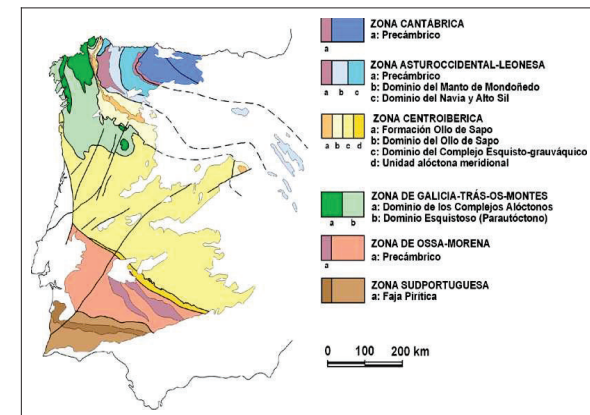 ZONA CANTÁBRICA
a: Precámbrico
a
ZONA ASTUROCCIDENTAL-LEONESA
a: Precámbrico
b: Dominio del Manto de Mondoñedo
c: Dominio del Navia y Alto Sil
a b c
ZONA CENTROIBERICA
a: Formación Ollo de Sapo
b: Dominio del Ollo de Sapo
c: Dominio del Complejo Esquisto-grauváquico
d: Unidad alóctona meridional
a b c d
ZONA DE GALICIA-TRÁS-OS-MONTES
a: Dominio de los Complejos Alóctonos
b: Dominio Esquistoso (Parautóctono)
a b
ZONA DE OSSA-MORENA
a: Precámbrico
a
ZONA SUDPORTUGUESA
a: Faja Pirítica
a
0 100 200 km